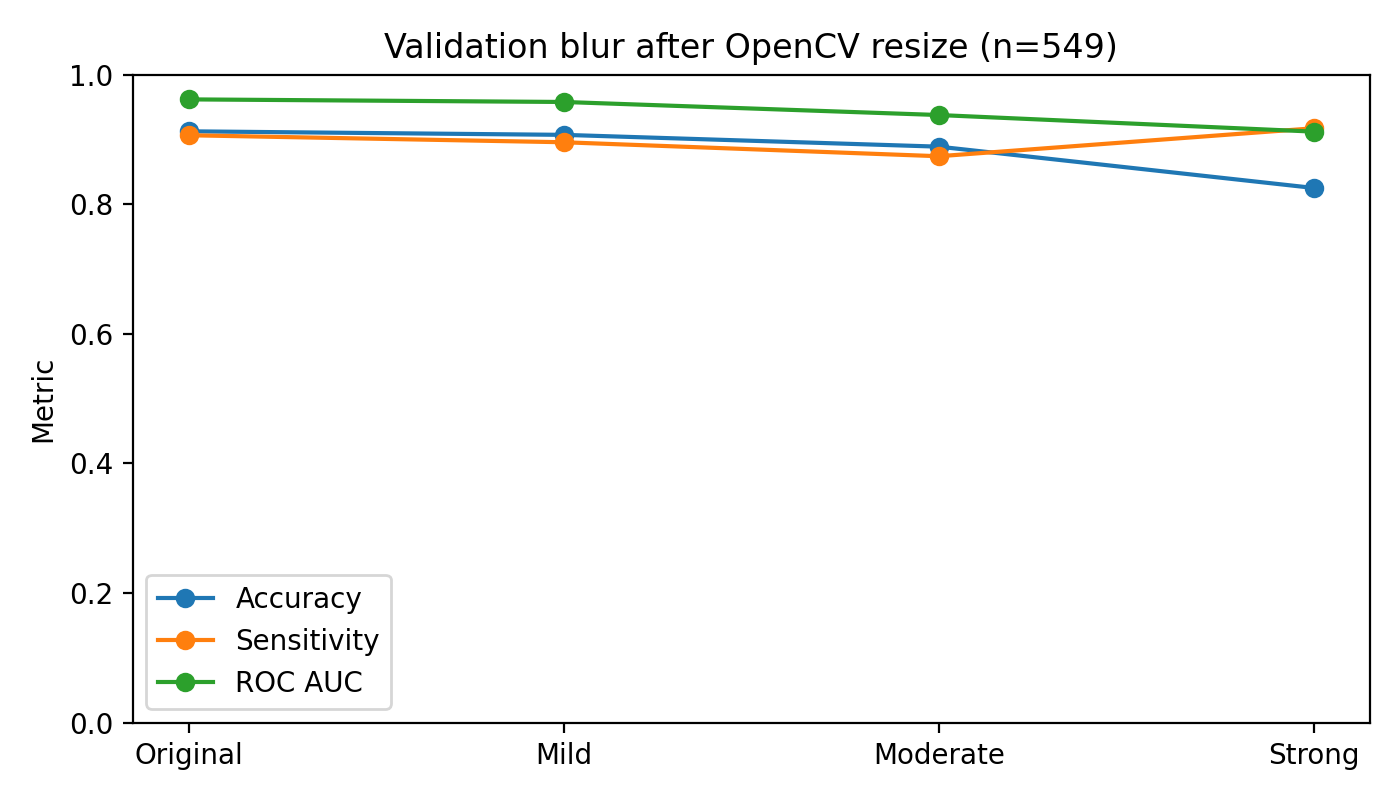 Validation blur after OpenCV resize (n=549)
1.0
0.8
0.6
0.4
0.2
0.0
Metric
Accuracy
Sensitivity
ROC AUC
Original
Mild
Moderate
Strong